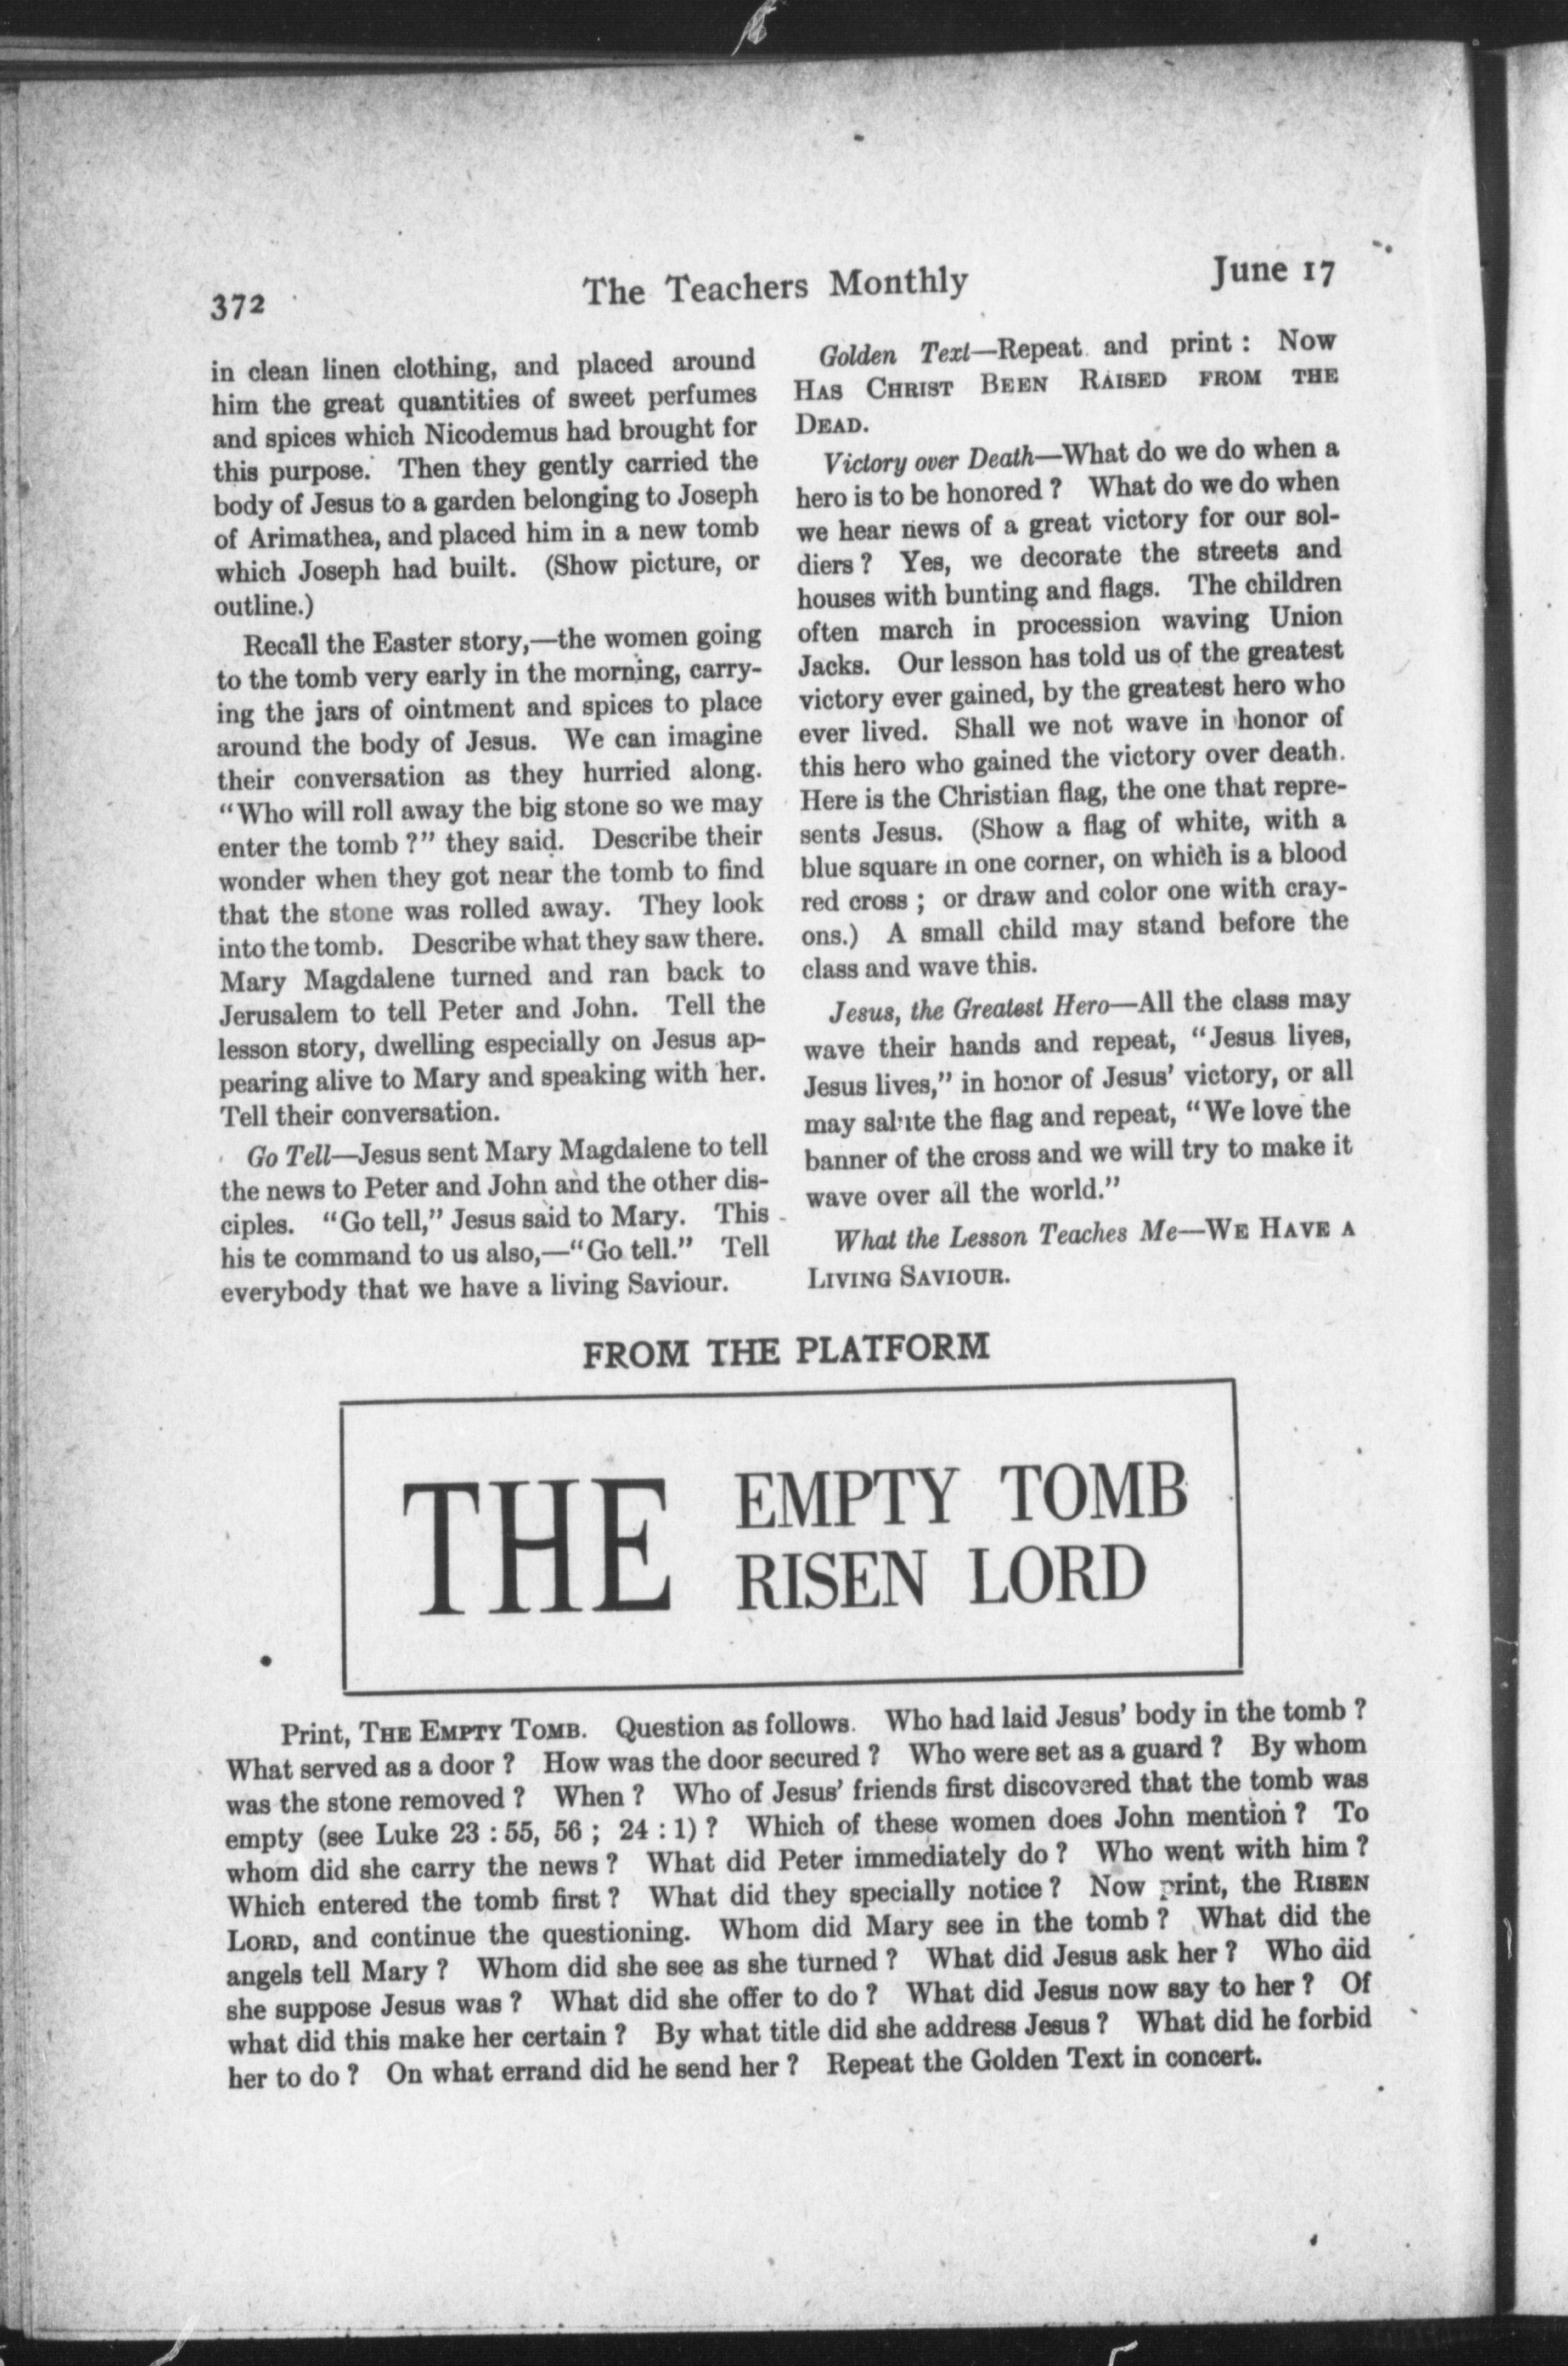 372
The Teachers Monthly
June 17
in clean linen clothing, and placed around
him the great quantities of sweet perfumes
and spices which Nicodemus had brought for
this purpose. Then they gently carried the
body of Jesus to a garden belonging to Joseph
of Arimathea, and placed him in a new tomb
which Joseph had built. (Show picture, or
outline.)
Recall the Easter story,—the women going
to the tomb very early in the morning, carry-
ing the jars of ointment and spices to place
around the body of Jesus. We can imagine
their conversation as they hurried along.
"Who will roll away the big stone so we may
enter the tomb ?" they said. Describe their
wonder when they got near the tomb to find
that the stone was rolled away. They look
into the tomb. Describe what they saw there.
Mary Magdalene turned and ran back to
Jerusalem to tell Peter and John. Tell the
lesson story, dwelling especially on Jesus ap-
pearing alive to Mary and speaking with her.
Tell their conversation.
Go Tell—Jesus sent Mary Magdalene to tell
the news to Peter and John and the other dis-
ciples. "Go tell," Jesus said to Mary. This
his te command to us also,—"Go tell." Tell
everybody that we have a living Saviour.
Golden Text—Repeat and print : Now
Has Christ Been Raised from the
Dead.
Victory over Death—What do we do when a
hero is to be honored ? What do we do when
we hear news of a great victory for our sol-
diers ? Yes, we decorate the streets and
houses with bunting and flags. The children
often march in procession waving Union
Jacks. Our lesson has told us of the greatest
victory ever gained, by the greatest hero who
ever lived. Shall we not wave in honor of
this hero who gained the victory over death.
Here is the Christian flag, the one that repre-
sents Jesus. (Show a flag of white, with a
blue square in one corner, on which is a blood
red cross ; or draw and color one with cray-
ons.) A small child may stand before the
class and wave this.
Jesus, the Greatest Hero—All the class may
wave their hands and repeat, "Jesus lives,
Jesus lives," in honor of Jesus' victory, or all
may salute the flag and repeat, "We love the
banner of the cross and we will try to make it
wave over all the world."
What the Lesson Teaches Me—We Have a
Living Saviour.
FROM THE PLATFORM
THE
EMPTY TOMB
RISEN LORD
Print, The Empty Tomb. Question as follows. Who had laid Jesus' body in the tomb ?
What served as a door ? How was the door secured ? Who were set as a guard ? By whom
was the stone removed ? When ? Who of Jesus' friends first discovered that the tomb was
empty (see Luke 23 : 55, 56 ; 24 : 1) ? Which of these women does John mention ? To
whom did she carry the news ? What did Peter immediately do ? Who went with him ?
Which entered the tomb first ? What did they specially notice ? Now print, the Risen
Lord, and continue the questioning. Whom did Mary see in the tomb ? What did the
angels tell Mary ? Whom did she see as she turned ? What did Jesus ask her ? Who did
she suppose Jesus was ? What did she offer to do ? What did Jesus now say to her ? Of
what did this make her certain ? By what title did she address Jesus ? What did he forbid
her to do ? On what errand did he send her ? Repeat the Golden Text in concert.